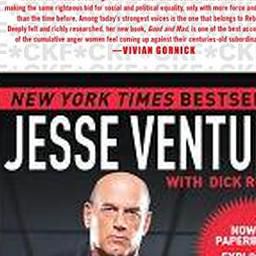 making the same righteous bid for social and political equality, only with more force and
than the time before. Among today's strongest voices is the one that belongs to Reb
Deeply felt and richly researched, her new book, Good and Mad, is one of the best acco
of the cumulative anger women feel coming up against their centuries-old subordina
—VIVIAN GORNICK
NEW YORK TIMES BESTSE
JESSE VENTU
WITH DICK R
NOW
PAPER